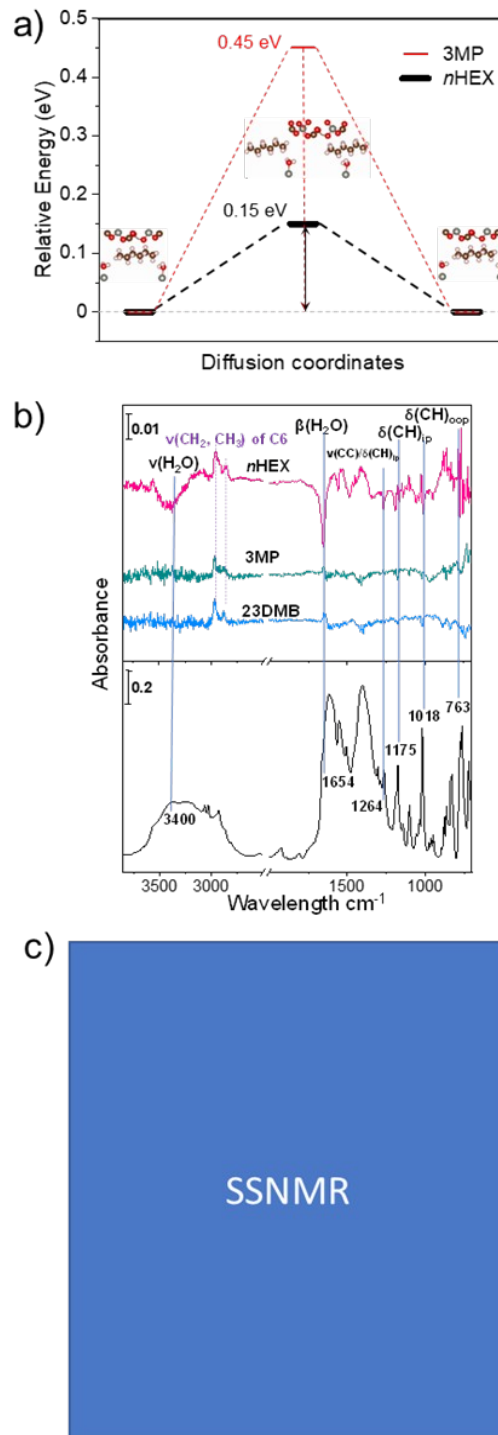 a)
0.5
0.4
0.3
0.2
0.1
0
Relative Energy (eV)
0.45 eV
0.15 eV
3MP
nHEX
Diffusion coordinates
b)
0.01
ν(CH2, CH3) of C6
ν(H2O)
nHEX
β(H2O)
ν(CC)/δ(CH)ip
δ(CH)ip
δ(CH)oop
3MP
23DMB
Absorbance
0.2
3400
1654
1264
1175
1018
763
3500 3000 1500 1000
Wavelength cm-1
c)
SSNMR